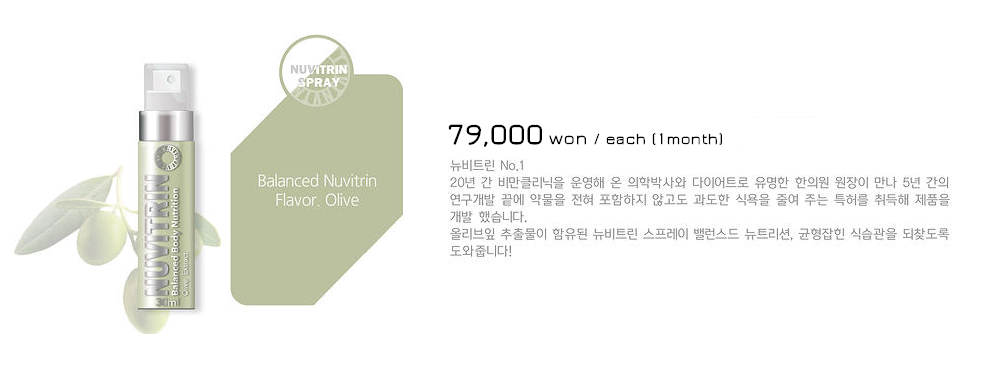 NUVITRIN
SPRAY
Balanced Nuvitrin
Flavor. Olive
NUVITRIN
Balanced Body Nutrition
Olive Extract
30ml
79,000 won / each (1month)
뉴비트린 No.1
20년 간 비만클리닉을 운영해 온 의학박사와 다이어트로 유명한 한의원 원장이 만나 5년 간의
연구개발 끝에 약물을 전혀 포함하지 않고도 과도한 식욕을 줄여 주는 특허를 취득해 제품을
개발 했습니다.
올리브잎 추출물이 함유된 뉴비트린 스프레이 밸런스드 뉴트리션, 균형잡힌 식습관을 되찾도록
도와줍니다!